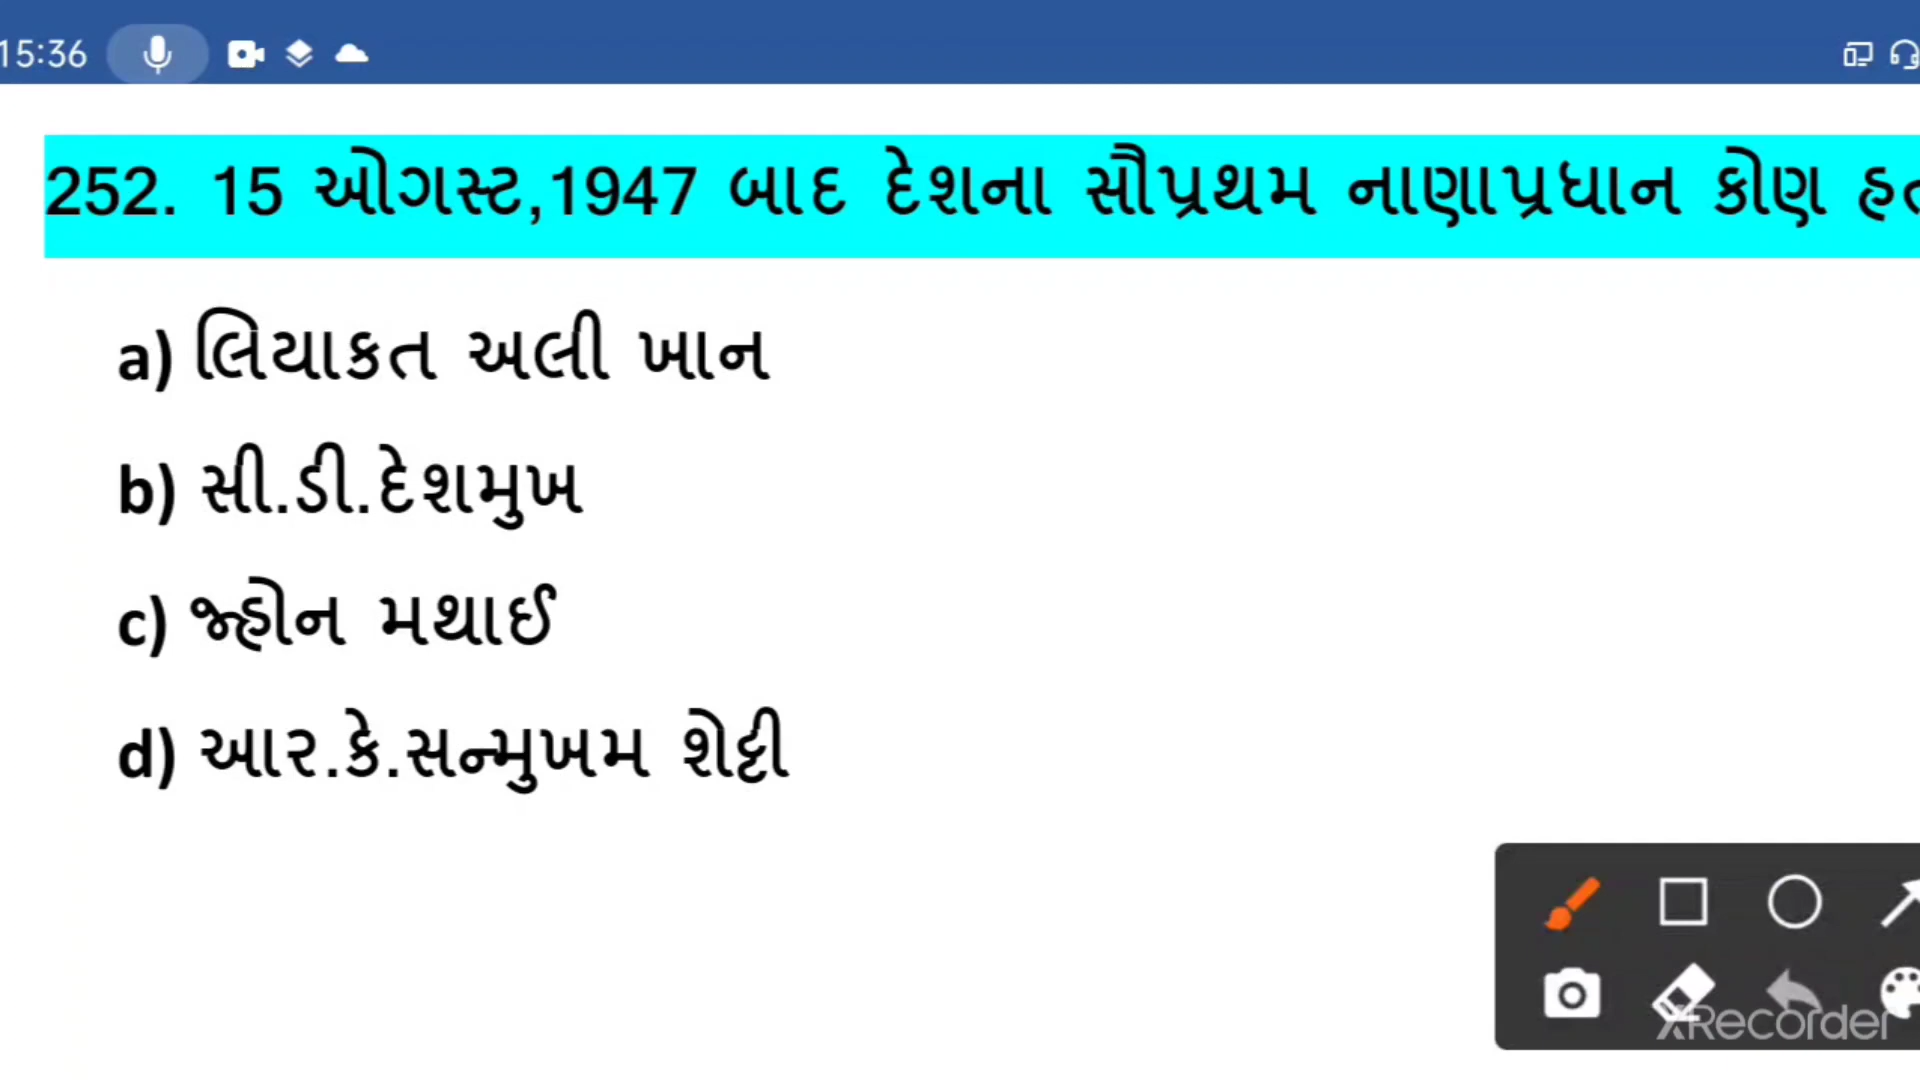 15:36
252. 15 ઓગસ્ટ,1947 બાદ દેશના સૌપ્રથમ નાણાપ્રધાન કોણ
a) લિયાકત અલી ખાન
b) સી.ડી.દેશમુખ
c) જ્હોન મથાઈ
d) આર.કે.સન્મુખમ શેટ્ટી
XRecorder